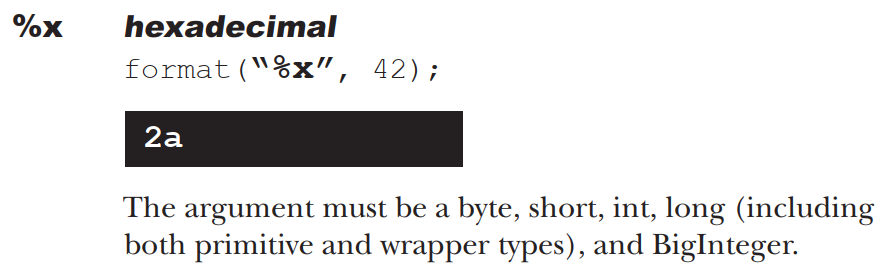 %x hexadecimal
format(“%x”, 42);
2a
The argument must be a byte, short, int, long (including
both primitive and wrapper types), and BigInteger.